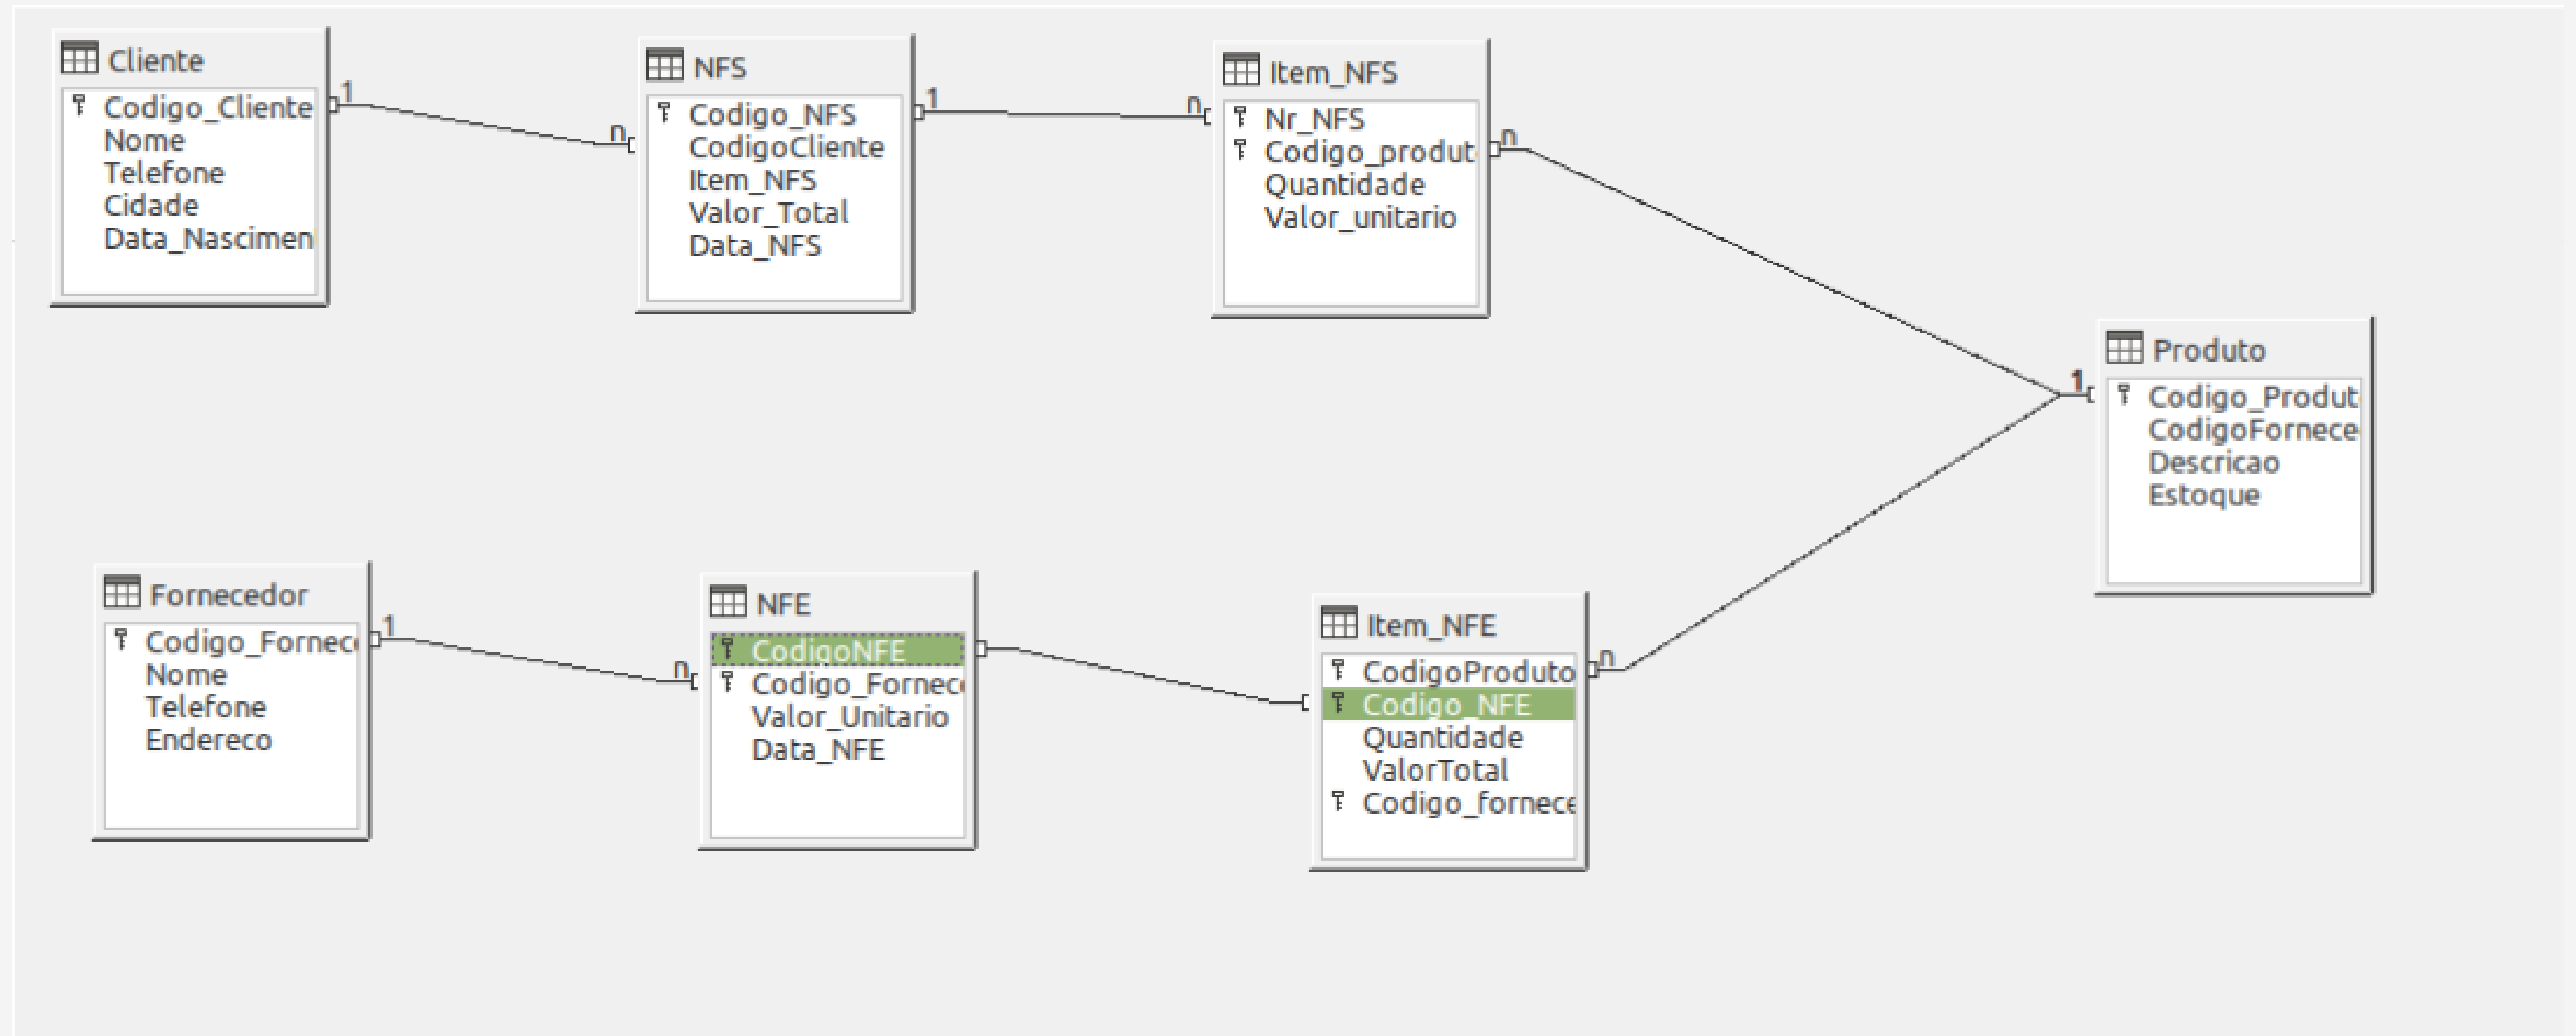 Cliente
Codigo_Cliente
Nome
Telefone
Cidade
Data_Nascimen
1
n
NFS
Codigo_NFS
CodigoCliente
Item_NFS
Valor_Total
Data_NFS
1
n
Item_NFS
Nr_NFS
Codigo_produt
Quantidade
Valor_unitario
n
1
Produto
Codigo_Produt
CodigoFornece
Descricao
Estoque
Fornecedor
Codigo_Fornec
Nome
Telefone
Endereco
1
n
NFE
CodigoNFE
Codigo_Fornec
Valor_Unitario
Data_NFE
Item_NFE
CodigoProduto
Codigo_NFE
Quantidade
ValorTotal
Codigo_fornece
n